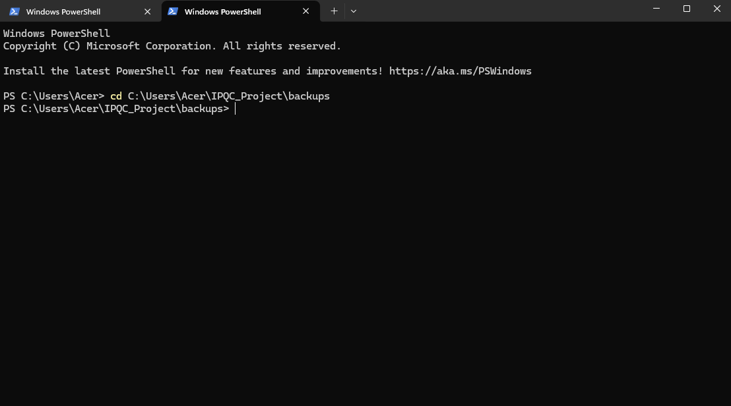 Windows PowerShell
Windows PowerShell
Windows PowerShell
Copyright (C) Microsoft Corporation. All rights reserved.
Install the latest PowerShell for new features and improvements! https://aka.ms/PSWindows
PS C:\Users\Acer> cd C:\Users\Acer\IPQC_Project\backups
PS C:\Users\Acer\IPQC_Project\backups>